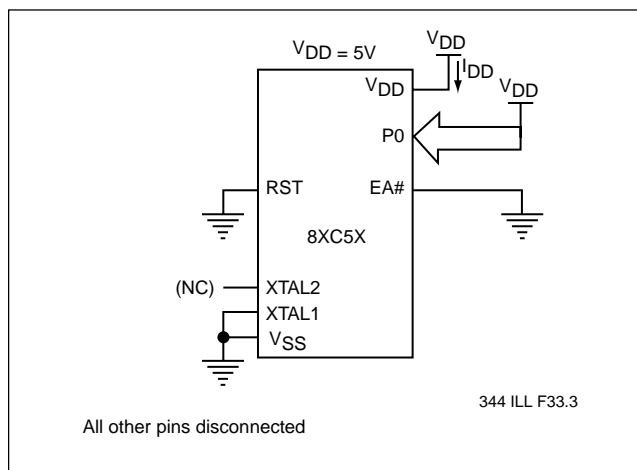 VDD = 5V
VDD
IDD
VDD
VDD
P0
RST
EA#
8XC5X
(NC)
XTAL2
XTAL1
VSS
344 ILL F33.3
All other pins disconnected